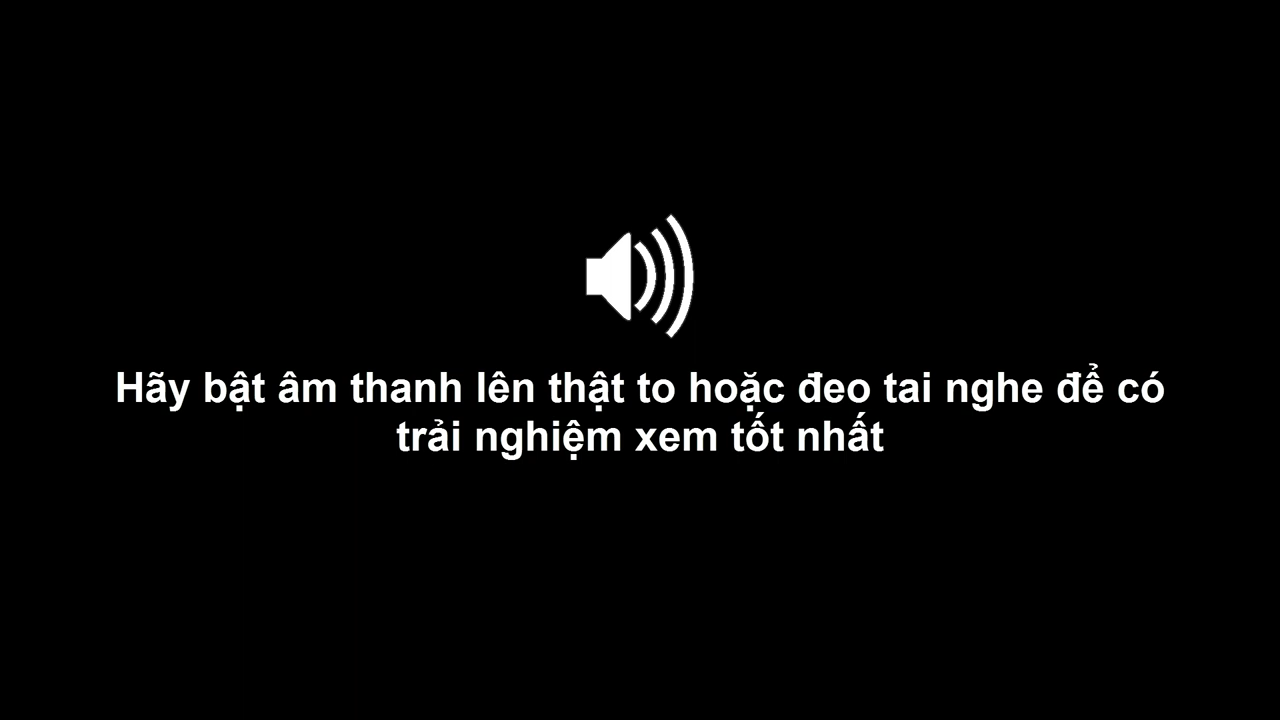 Hãy bật âm thanh lên thật to hoặc đeo tai nghe để có
trải nghiệm xem tốt nhất